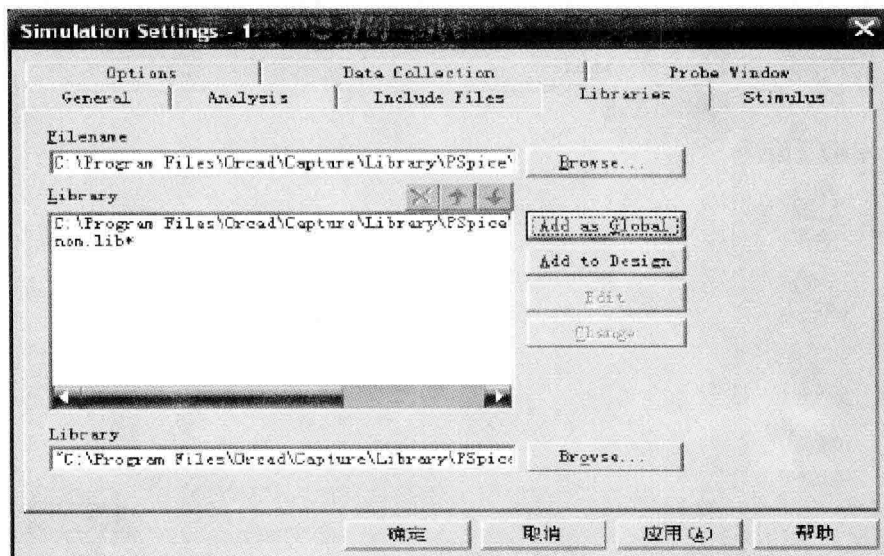 Simulation Settings - 1
Options Data Collection Probe Window
General Analysis Include Files Libraries Stimulus
Filename
C:\Program Files\Orcad\Capture\Library\PSpice\ Browse...
Library
C:\Program Files\Orcad\Capture\Library\PSpice\ Add as Global
nom.lib*
Add to Design
Edit
Change
Library
"C:\Program Files\Orcad\Capture\Library\PSpice Browse...
确定 取消 应用(A) 帮助